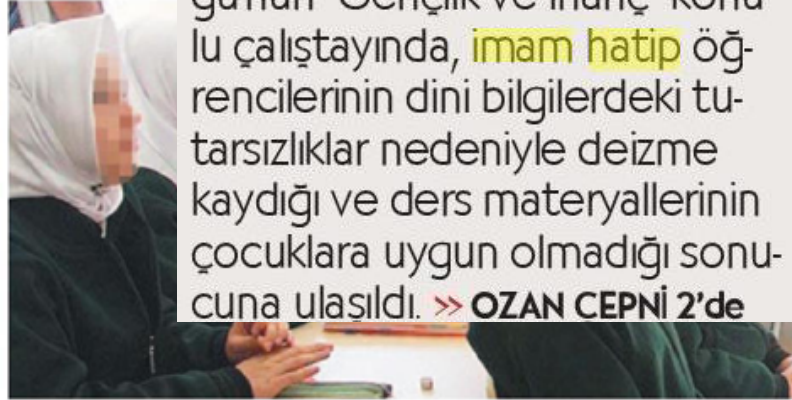 lu çalıştayında, imam hatip öğ-
rencilerinin dini bilgilerdeki tu-
tarsızlıklar nedeniyle deizme
kaydığı ve ders materyallerinin
çocuklara uygun olmadığı sonu-
cuna ulaşıldı. >> OZAN ÇEPNİ 2'de